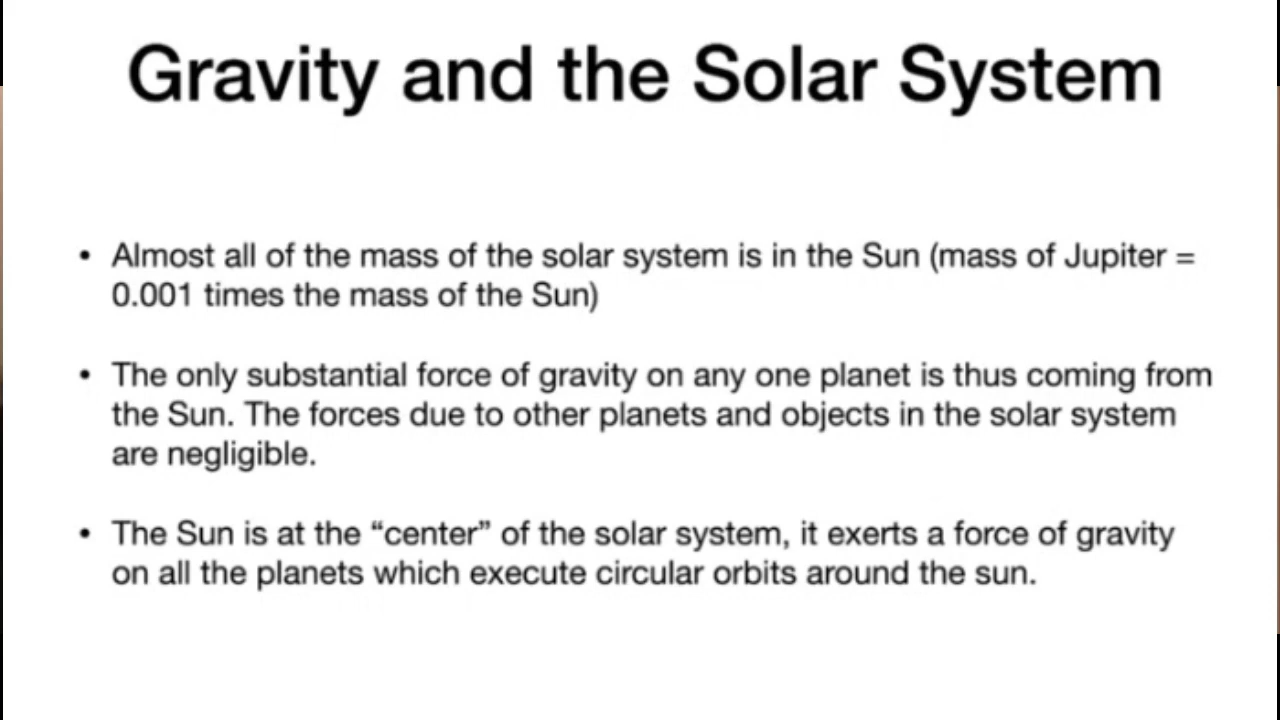 Gravity and the Solar System
• Almost all of the mass of the solar system is in the Sun (mass of Jupiter =
0.001 times the mass of the Sun)
• The only substantial force of gravity on any one planet is thus coming from
the Sun. The forces due to other planets and objects in the solar system
are negligible.
• The Sun is at the “center” of the solar system, it exerts a force of gravity
on all the planets which execute circular orbits around the sun.